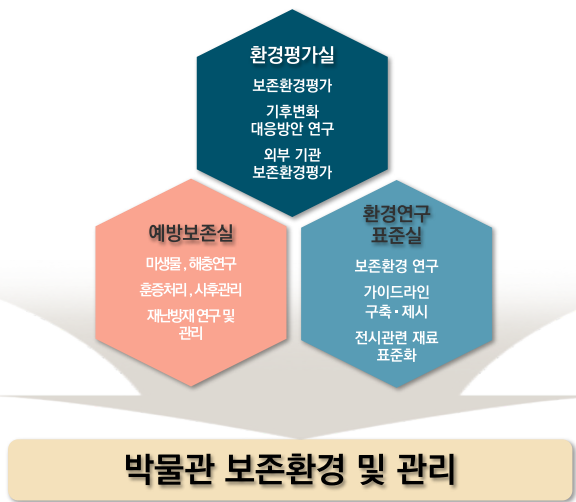 환경평가실
보존환경평가
기후변화
대응방안 연구
외부 기관
보존환경평가
예방보존실
미생물 , 해충연구
훈증처리 , 사후관리
재난방재 연구 및
관리
환경연구
표준실
보존환경 연구
가이드라인
구축 · 제시
전시관련 재료
표준화
박물관 보존환경 및 관리